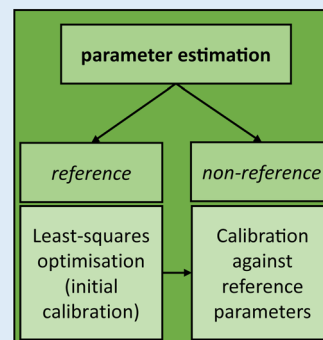 parameter estimation
reference
non-reference
Least-squares
optimisation
(initial
calibration)
Calibration
against
reference
parameters